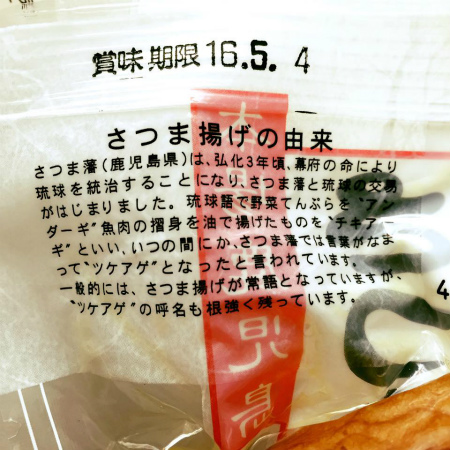 賞味期限 16.5.4
さつま揚げの由来
さつま藩(鹿児島県)は、弘化3年頃、幕府の命により
琉球を統治することになり、さつま藩と琉球の交易
がはじまりました。琉球語で野菜てんぷらを〝アン
ダーギ〟魚肉の摺身を油で揚げたものを〝チキア
ギ〟といい、いつの間にか、さつま藩では言葉がなま
って〝ツケアゲ〟となったと言われています。
一般的には、さつま揚げが常語となっていますが、
〝ツケアゲ〟の呼名も根強く残っています。
児島